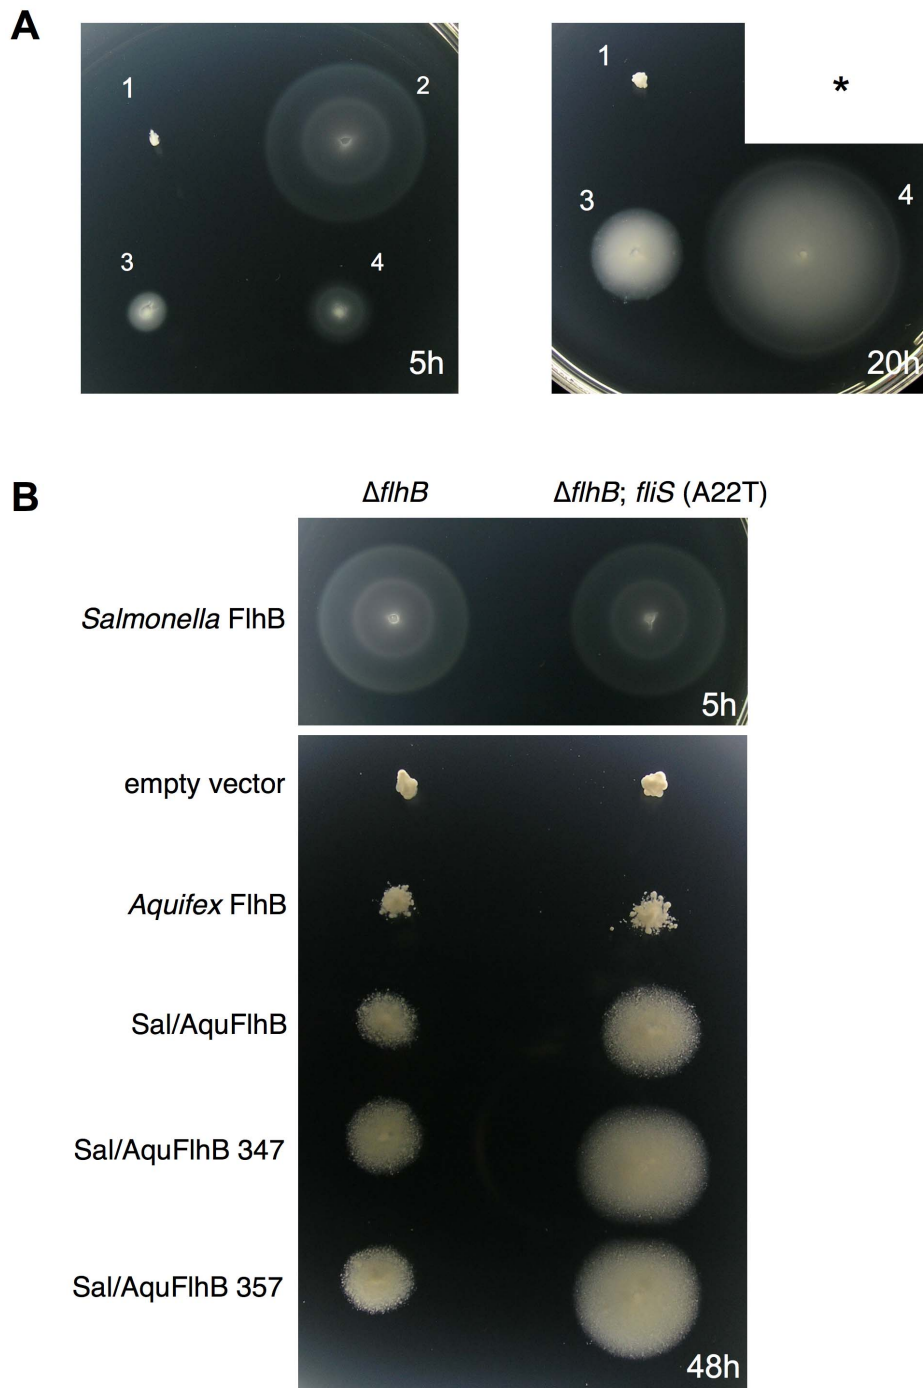 A
1
2
3
4
5h
1
*
3
4
20h
B
ΔflhB
ΔflhB; fliS (A22T)
Salmonella FlhB
5h
empty vector
Aquifex FlhB
Sal/AquFlhB
Sal/AquFlhB 347
Sal/AquFlhB 357
48h